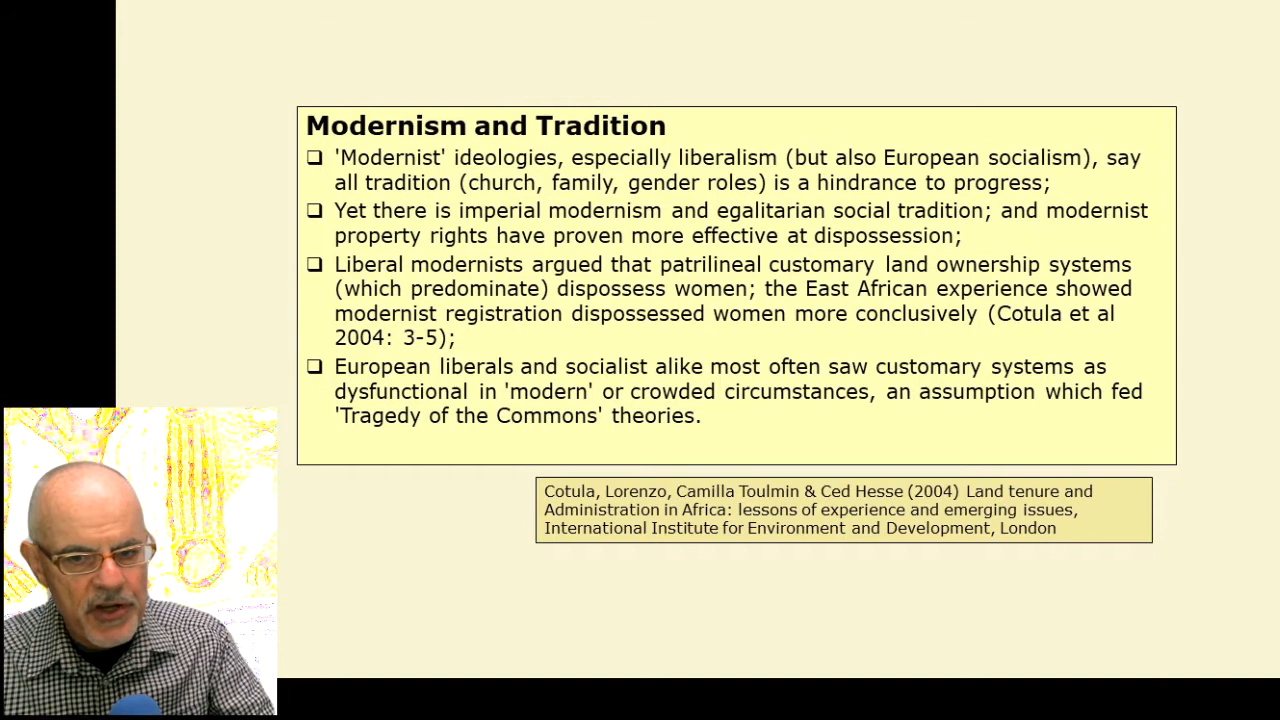 Modernism and Tradition
❑ 'Modernist' ideologies, especially liberalism (but also European socialism), say
all tradition (church, family, gender roles) is a hindrance to progress;
❑ Yet there is imperial modernism and egalitarian social tradition; and modernist
property rights have proven more effective at dispossession;
❑ Liberal modernists argued that patrilineal customary land ownership systems
(which predominate) dispossess women; the East African experience showed
modernist registration dispossessed women more conclusively (Cotula et al
2004: 3-5);
❑ European liberals and socialist alike most often saw customary systems as
dysfunctional in 'modern' or crowded circumstances, an assumption which fed
'Tragedy of the Commons' theories.
Cotula, Lorenzo, Camilla Toulmin & Ced Hesse (2004) Land tenure and
Administration in Africa: lessons of experience and emerging issues,
International Institute for Environment and Development, London